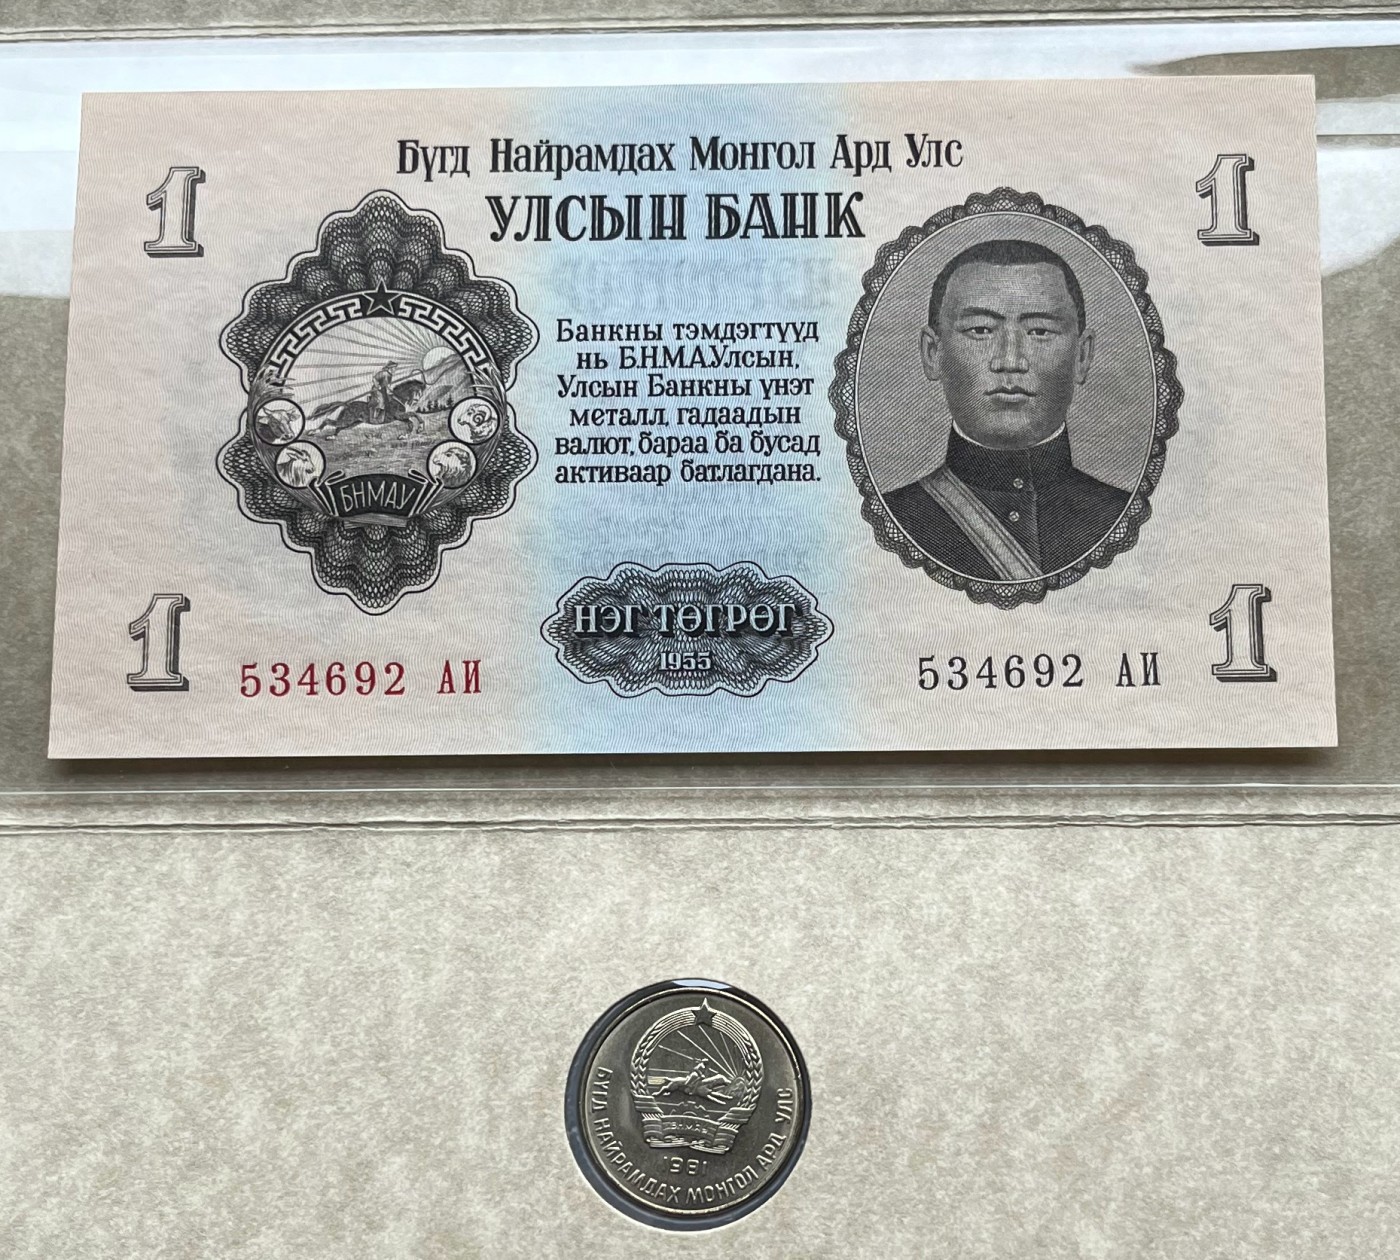 Бүгд Найрамдах Монгол Ард Улс
УЛСЫН БАНК
1
1
Банкны тэмдэгтүүд
нь Б.Н.М.А.Улсын,
Улсын Банкны үнэт
металл, гадаадын
валют, бараа ба бусад
активаар батлагдана.
БНМАУ
НЭГ ТӨГРӨГ
1955
1
534692 АИ
534692 АИ
1
БНМАУ
1981
БҮГД НАЙРАМДАХ МОНГОЛ АРД УЛС